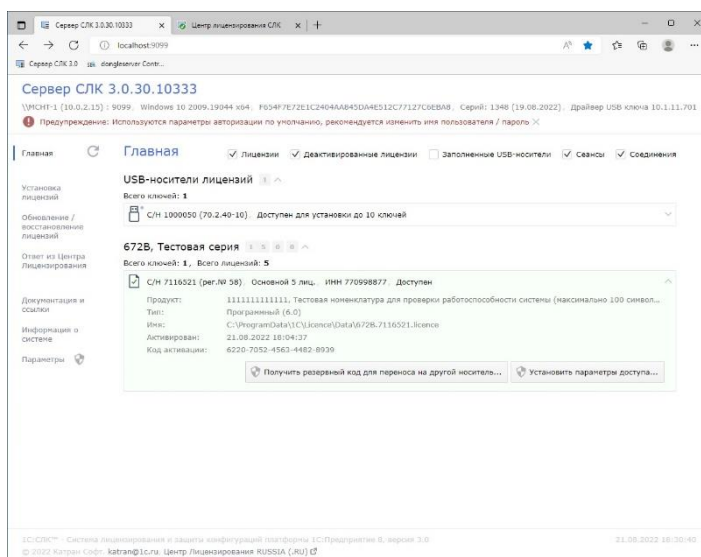 Сервер СЛК 3.0.30.10333
Центр лицензирования СЛК
localhost:9099
Сервер СЛК 3.0
dongleserver Contr...
Сервер СЛК 3.0.30.10333
\\МСНТ-1 (10.0.2.15) : 9099, Windows 10 2009.19044 x64, F654F7E72E1C2404AA845DA4E512C77127C6EBA8, Серий: 1348 (19.08.2022), Драйвер USB ключа 10.1.11.701
Предупреждение: Используются параметры авторизации по умолчанию, рекомендуется изменить имя пользователя / пароль
Главная
Главная
Лицензии
Деактивированные лицензии
Заполненные USB-носители
Сеансы
Соединения
USB-носители лицензий 1
Всего ключей: 1
С/Н 1000050 (70.2.40-10), Доступен для установки до 10 ключей
Установка лицензий
Обновление / восстановление лицензий
Ответ из Центра Лицензирования
Документация и ссылки
Информация о системе
Параметры
672B, Тестовая серия 1 5 0 0
Всего ключей: 1, Всего лицензий: 5
С/Н 7116521 (рег.№ 58), Основной 5 лиц., ИНН 770998877, Доступен
Продукт: 11111111111111, Тестовая номенклатура для проверки работоспособности системы (максимально 100 символ...
Тип: Программный (6.0)
Имя: C:\ProgramData\1C\Licence\Data\672B.7116521.licence
Активирован: 21.08.2022 18:04:37
Код активации: 6220-7052-4563-4482-8939
Получить резервный код для переноса на другой носитель...
Установить параметры доступа...
1С:СЛК™ - Система лицензирования и защиты конфигураций платформы 1С:Предприятие 8, версия 3.0
21.08.2022 18:30:40
© 2022 Катран Софт, katran@1c.ru, Центр Лицензирования RUSSIA (.RU)